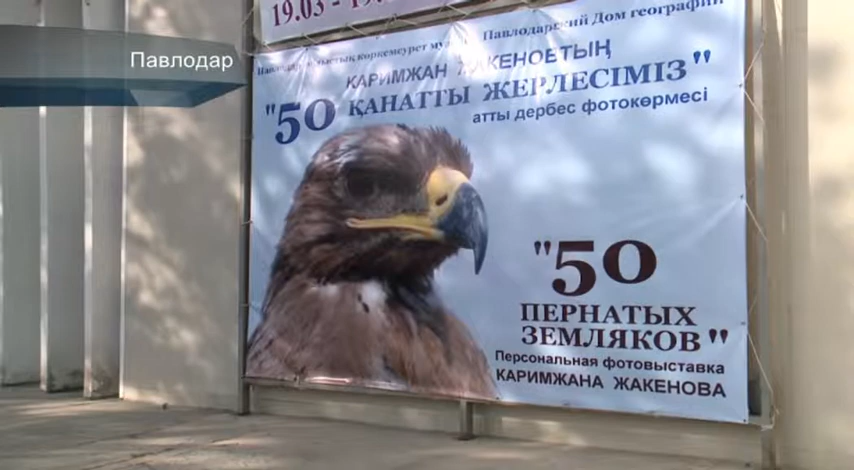 Павлодар
19.03 -
Павлодарский Дом географии
КАРИМЖАН ЖАКЕНОВТЫҢ
"50 ҚАНАТТЫ ЖЕРЛЕСІМІЗ"
атты дербес фотокөрмесі
"50
ПЕРНАТЫХ
ЗЕМЛЯКОВ"
Персональная фотовыставка
КАРИМЖАНА ЖАКЕНОВА